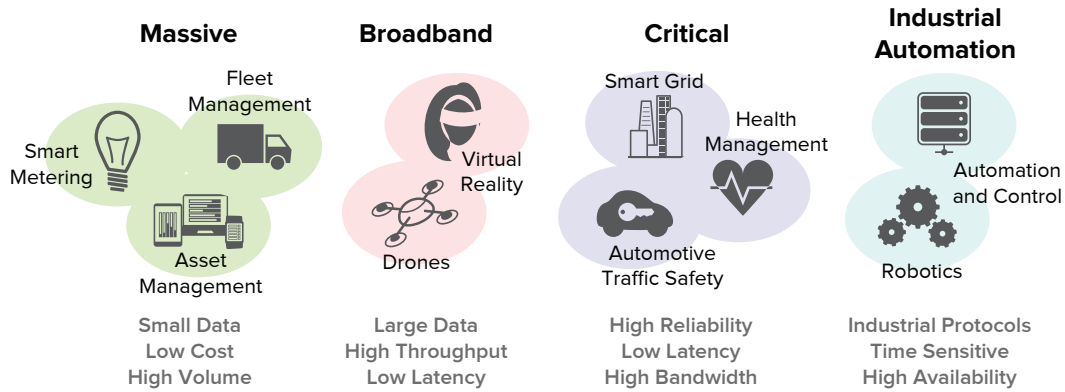 Massive
Fleet
Management
Smart
Metering
Asset
Management
Small Data
Low Cost
High Volume
Broadband
Virtual
Reality
Drones
Large Data
High Throughput
Low Latency
Critical
Smart Grid
Health
Management
Automotive
Traffic Safety
High Reliability
Low Latency
High Bandwidth
Industrial
Automation
Automation
and Control
Robotics
Industrial Protocols
Time Sensitive
High Availability